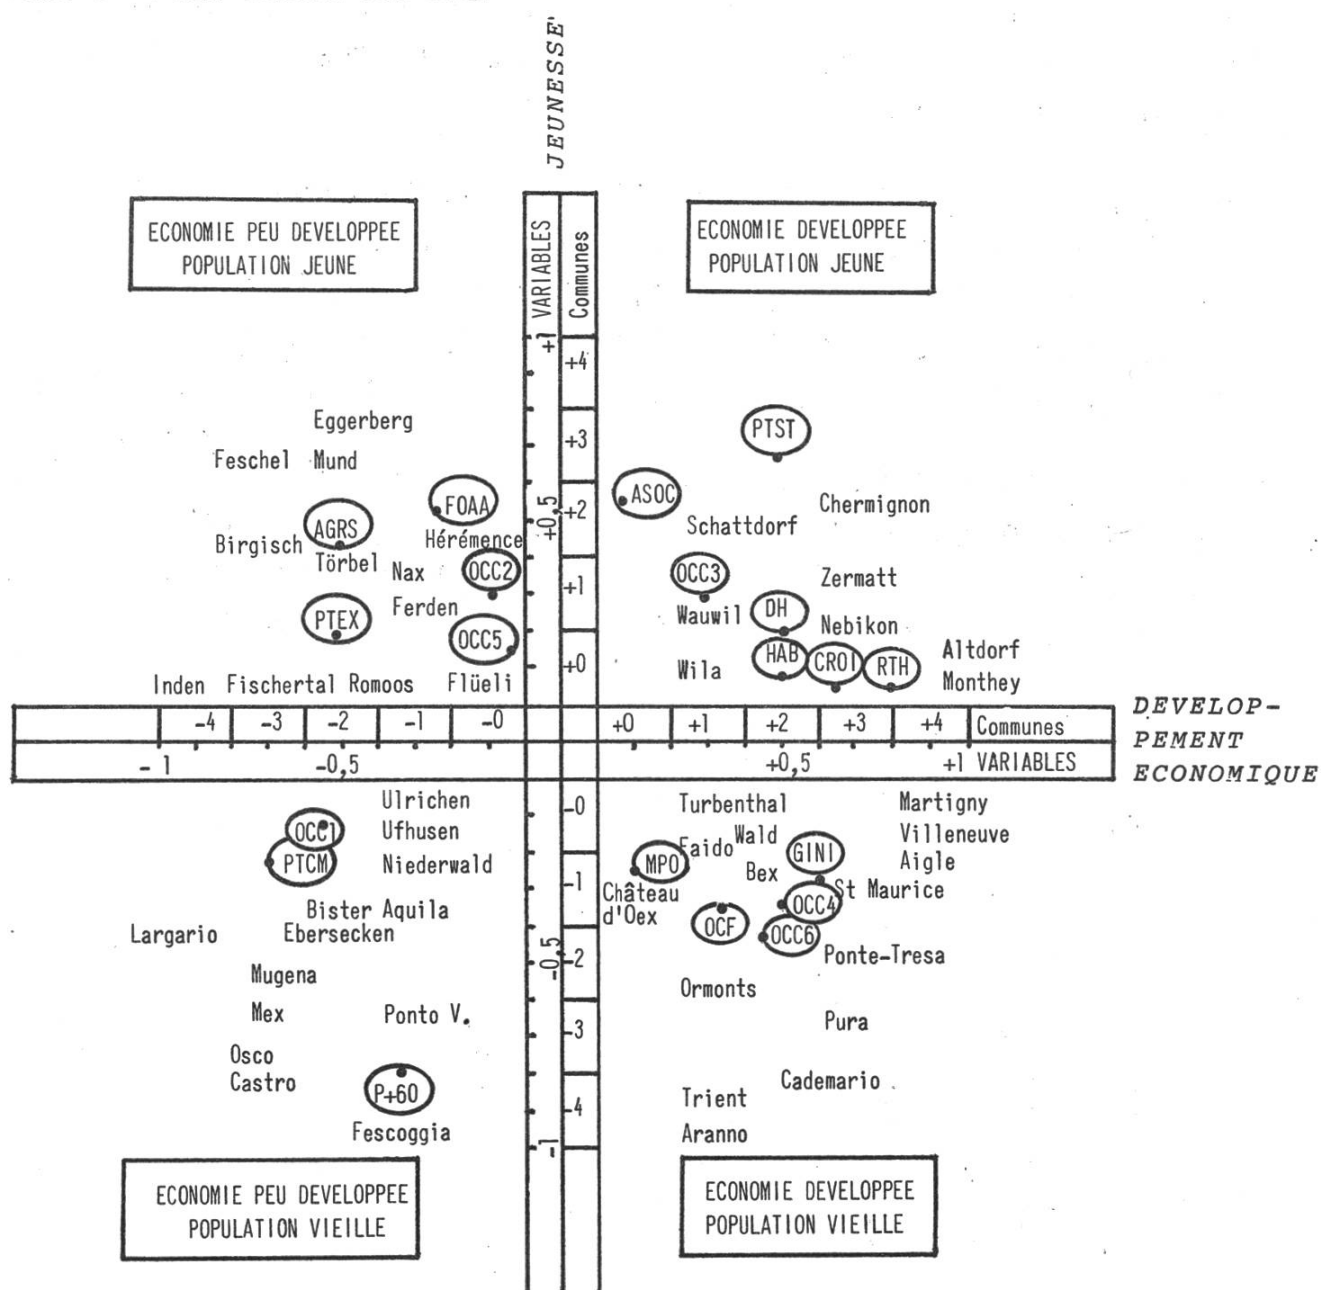 JEUNESSE
ECONOMIE PEU DEVELOPPEE
POPULATION JEUNE
ECONOMIE DEVELOPPEE
POPULATION JEUNE
VARIABLES
Communes
+1
+4
Eggerberg
PTST
+3
Feschel Mund
ASOC
FOAA
+0,5
+2
Chermignon
AGRS
Schattdorf
Hérémence
Birgisch
Törbel
Nax
OCC2
OCC3
Zermatt
+1
Ferden
PTEX
Wauwil
DH
Nebikon
OCC5
+0
Wila
HAB
CROI
RTH
Altdorf
Monthey
Inden Fischertal Romoos Flüeli
-4 -3 -2 -1 -0 +0 +1 +2 +3 +4 Communes
-1 -0,5 +0,5 +1 VARIABLES
DEVELOP-
PEMENT
ECONOMIQUE
Ulrichen
-0
Turbenthal
Martigny
OCC1
Ufhusen
Wald
Villeneuve
PTCM
Niederwald
Faido
MPO
GINI
Aigle
Bex
-1
Château
d'Oex
St Maurice
OCC4
Bister Aquila
OCF
OCC6
Largario
Ebersecken
-0,5
-2
Ponte-Tresa
Mugena
Ormonts
Mex
Ponto V.
-3
Pura
Osco
Castro
P+60
Cademario
-4
Trient
Fescoggia
Aranno
-1
ECONOMIE PEU DEVELOPPEE
POPULATION VIEILLE
ECONOMIE DEVELOPPEE
POPULATION VIEILLE